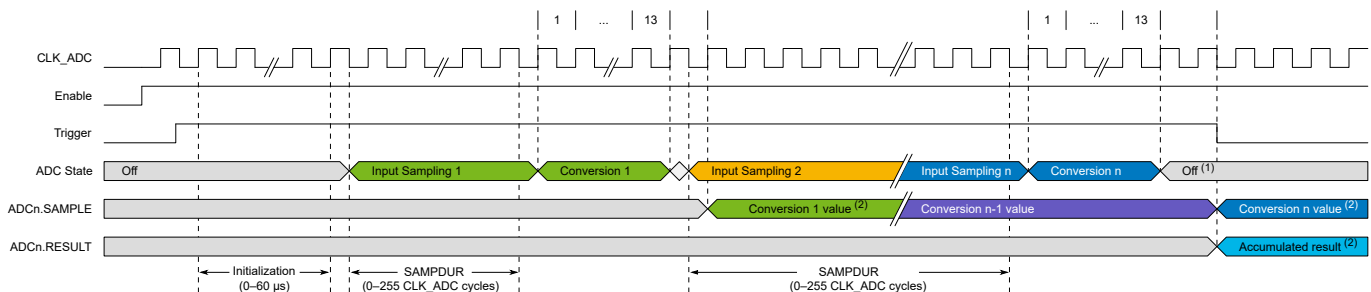 1 ... 13 1 ... 13
CLK_ADC
Enable
Trigger
ADC State Off Input Sampling 1 Conversion 1 Input Sampling 2 Input Sampling n Conversion n Off (1)
ADCn.SAMPLE Conversion 1 value (2) Conversion n-1 value Conversion n value (2)
ADCn.RESULT Accumulated result (2)
Initialization SAMPDUR SAMPDUR
(0–60 µs) (0–255 CLK_ADC cycles) (0–255 CLK_ADC cycles)